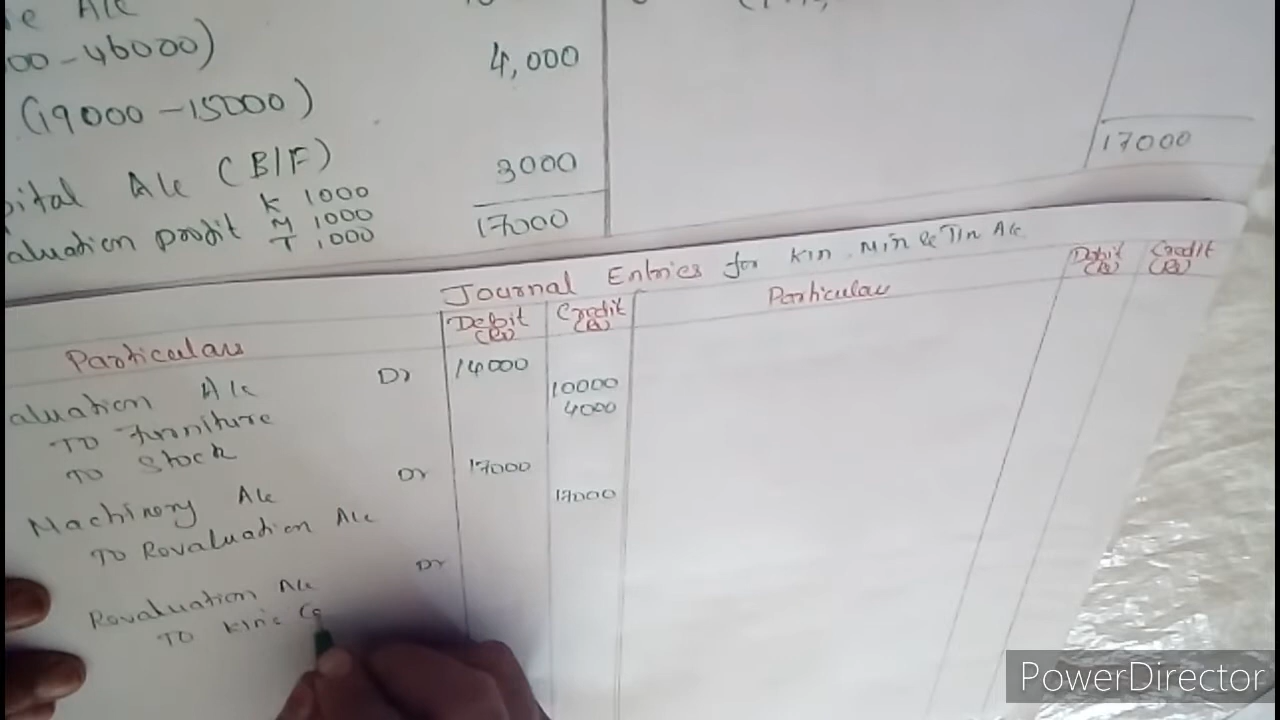 A/c
00-46000)
4,000
(19000-15000)
pital A/c (B/F) 3000
K 1000
aluation profit M 1000
T 1000
17000
17000
Journal Entries for Kin, Min & Tin A/c
Particulars Debit (Rs) Credit (Rs) Particulars Debit (Rs) Credit (Rs)
aluation A/c Dr 14000
To Furniture 10000
To Stock 4000
Machinery A/c Dr 17000
To Revaluation A/c 17000
Revaluation A/c Dr
To Kin's Ca
PowerDirector